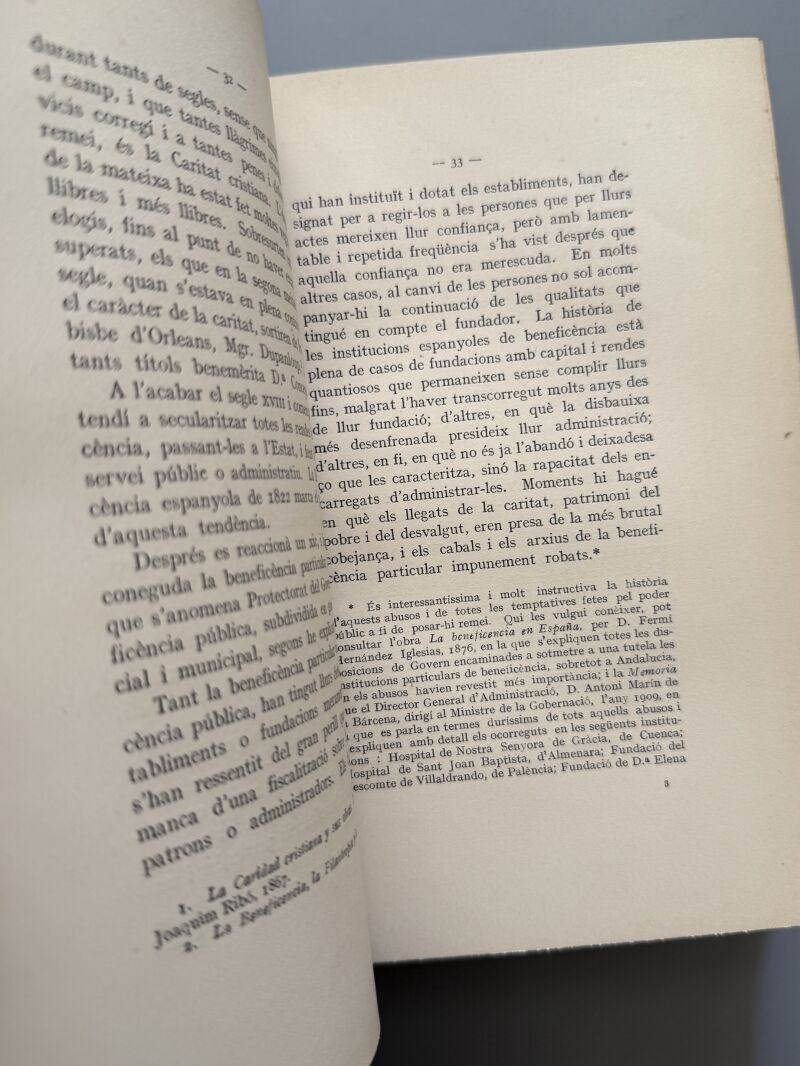 — 32 —
durant tants de segles, sense que
el camp, i que tantes llàgrimes
vicis corregí i a tantes penes i
remei, és la Caritat cristiana.
de la mateixa ha estat fet moltes
llibres i més llibres. Sobresurten
elogis, fins al punt de no haver
superats, els que en la segona
segle, quan s'estava en plena
el caràcter de la caritat, sortiren
bisbe d'Orleans, Mgr. Dupanloup
tants títols benemèrita D.ª
A l'acabar el segle XVIII i
tendí a secularitzar totes les
cència, passant-les a l'Estat, i
servei públic o administratiu.
cència espanyola de 1822 marca
d'aquesta tendència.
Després es reaccionà un xic, i
coneguda la beneficència particular
que s'anomena Protectorat del
ficència pública, subdividida en
cial i municipal, segons he
Tant la beneficència particular
cència pública, han tingut llurs
tabliments o fundacions
s'han ressentit del gran perill
manca d'una fiscalització sobre
patrons o administradors.
1. La Caridad cristiana y sus
Joaquim Ribó, 1867.
2. La Beneficencia, la Filantropía
— 33 —
qui han instituït i dotat els establiments, han de-
signat per a regir-los a les persones que per llurs
actes mereixen llur confiança, però amb lamen-
table i repetida freqüència s'ha vist després que
aquella confiança no era merescuda. En molts
altres casos, al canvi de les persones no sol acom-
panyar-hi la continuació de les qualitats que
tingué en compte el fundador. La història de
les institucions espanyoles de beneficència està
plena de casos de fundacions amb capital i rendes
quantiosos que permaneixen sense complir llurs
fins, malgrat l'haver transcorregut molts anys des
de llur fundació; d'altres, en què la disbauixa
més desenfrenada presideix llur administració;
d'altres, en fi, en què no és ja l'abandó i deixadesa
ço que les caracteritza, sinó la rapacitat dels en-
carregats d'administrar-les. Moments hi hagué
en què els llegats de la caritat, patrimoni del
pobre i del desvalgut, eren presa de la més brutal
cobejança, i els cabals i els arxius de la benefi-
cència particular impunement robats.*
* És interessantíssima i molt instructiva la història
d'aquests abusos i de totes les temptatives fetes pel poder
públic a fi de posar-hi remei. Qui les vulgui conèixer, pot
consultar l'obra La beneficencia en España, per D. Fermí
Hernández Iglesias, 1876, en la que s'expliquen totes les dis-
posicions de Govern encaminades a sotmetre a una tutela les
institucions particulars de beneficència, sobretot a Andalucia,
on els abusos havien revestit més importància; i la Memoria
que el Director General d'Administració, D. Antoni Marín de
Bárcena, dirigí al Ministre de la Gobernació, l'any 1909, en
que es parla en termes duríssims de tots aquells abusos i
expliquen amb detall els ocorreguts en les següents institu-
ions : Hospital de Nostra Senyora de Gràcia, de Cuenca;
Hospital de Sant Joan Baptista, d'Almenara; Fundació del
escomte de Villaldrando, de Palència; Fundació de D.ª Elena
3